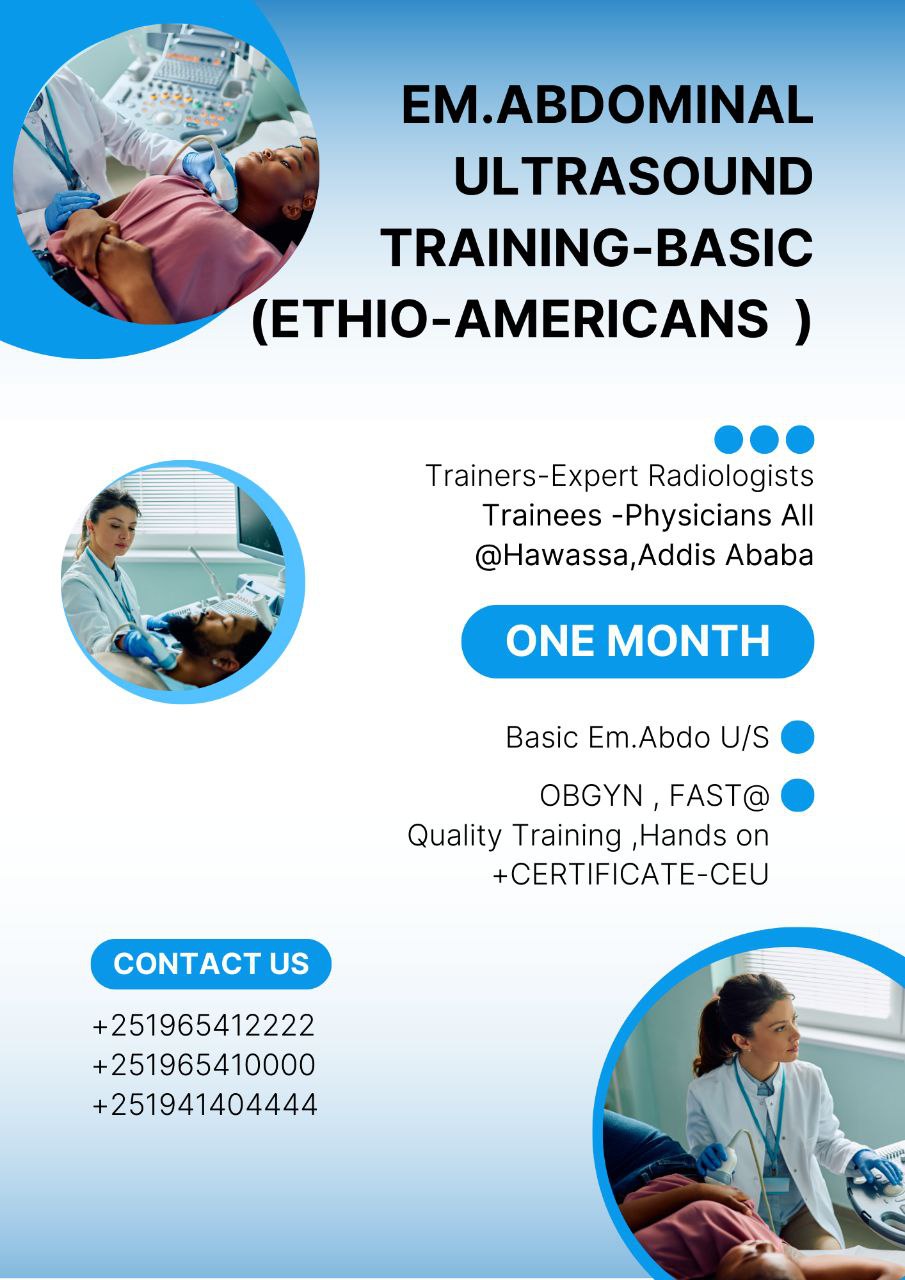 EM.ABDOMINAL
ULTRASOUND
TRAINING-BASIC
(ETHIO-AMERICANS )
Trainers-Expert Radiologists
Trainees -Physicians All
@Hawassa,Addis Ababa
ONE MONTH
Basic Em.Abdo U/S
OBGYN , FAST@
Quality Training ,Hands on
+CERTIFICATE-CEU
CONTACT US
+251965412222
+251965410000
+251941404444